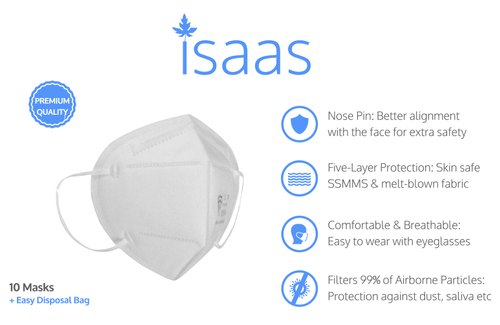 isaas
PREMIUM
QUALITY
Nose Pin: Better alignment
with the face for extra safety
Five-Layer Protection: Skin safe
SSMMS & melt-blown fabric
Comfortable & Breathable:
Easy to wear with eyeglasses
Filters 99% of Airborne Particles:
Protection against dust, saliva etc
10 Masks
+ Easy Disposal Bag